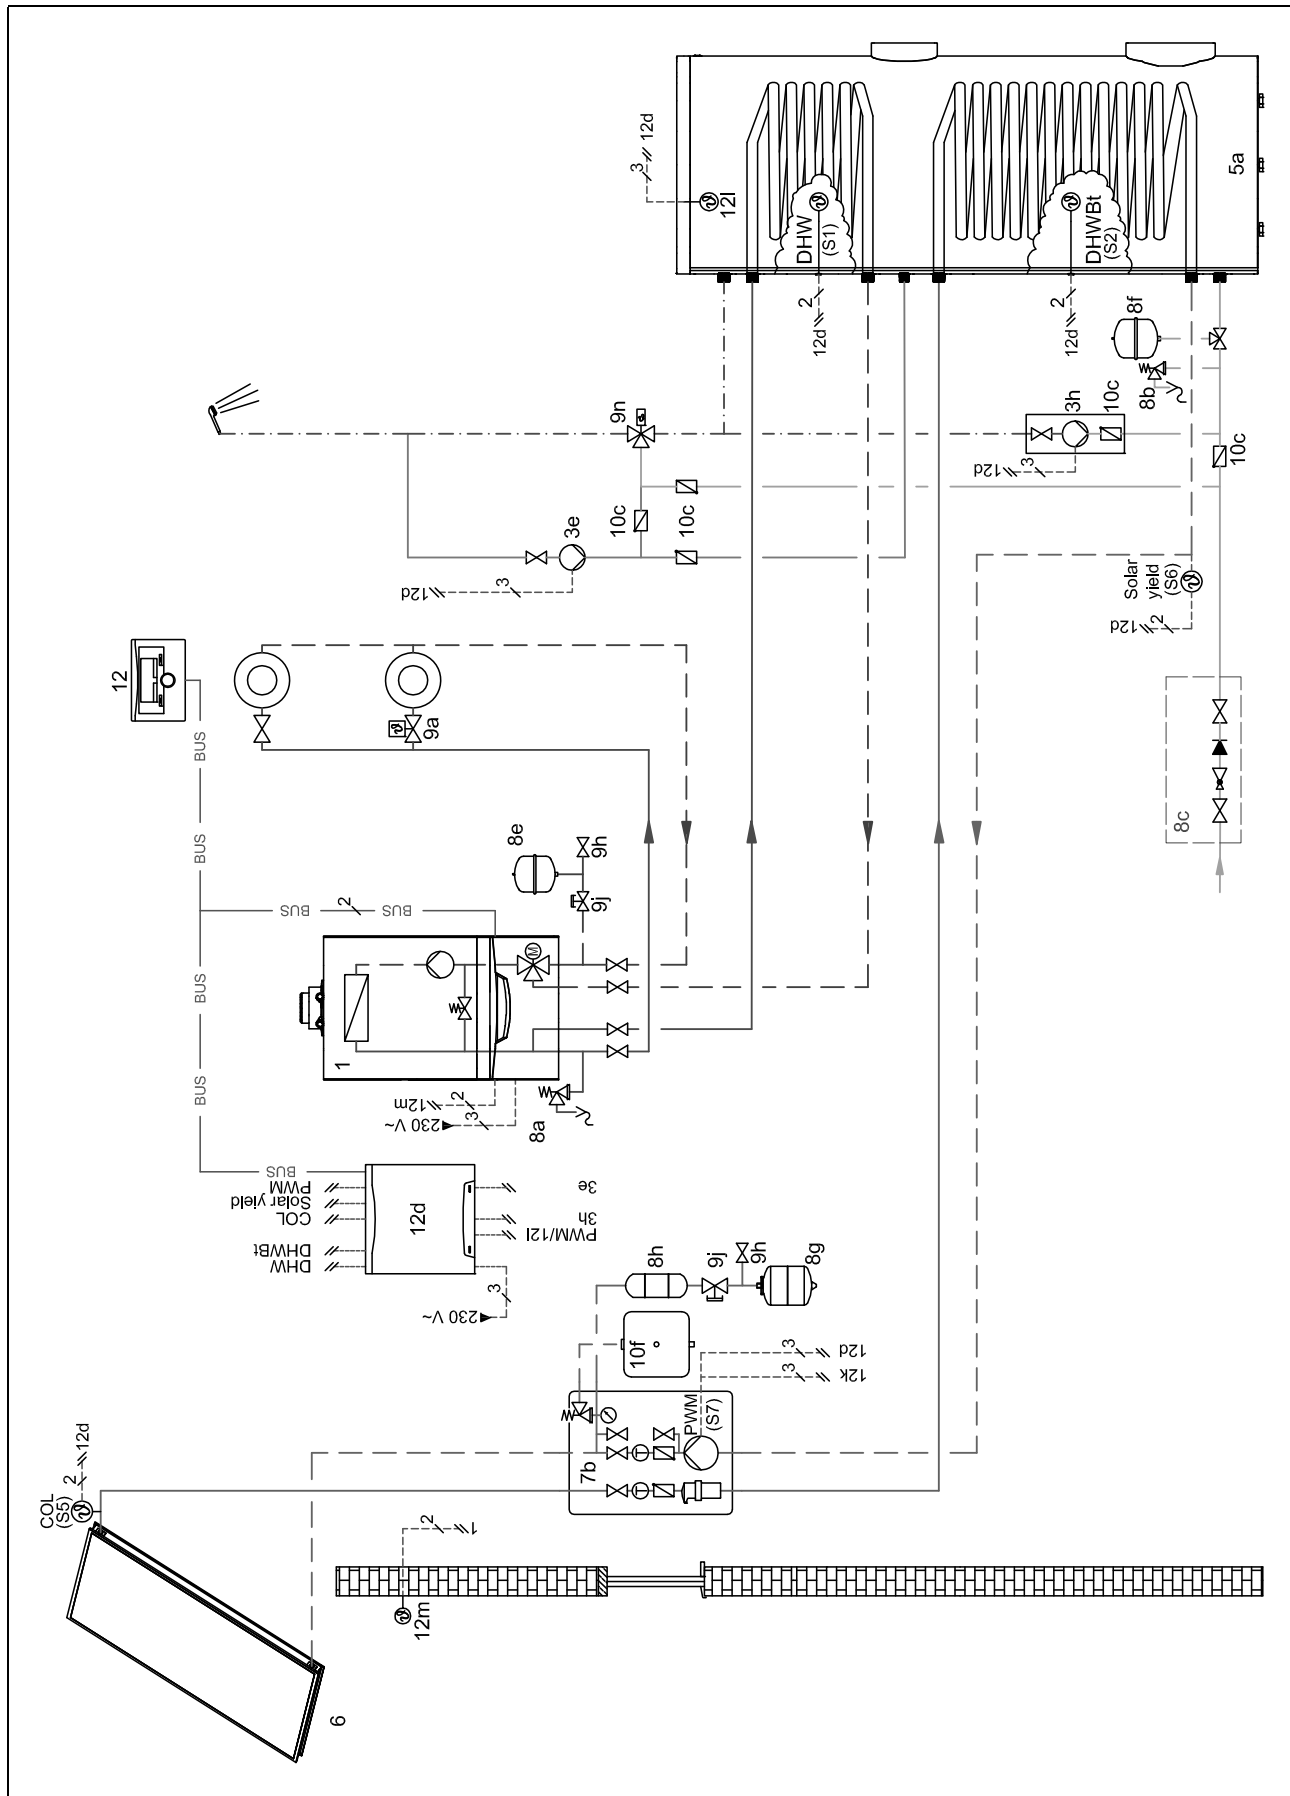 COL
(S5)
2
12d
6
12m
2
1
7b
PWM
(S7)
3
12k
3
12d
10f
8h
9j
9h
8g
230 V~
3
DHW
DHWBt
COL
Solar yield
PWM
BUS
12d
PWM/12l
3h
3e
BUS
BUS
BUS
BUS
BUS
2
BUS
12
1
230 V~
3
12m
2
8a
8e
9j
9h
9a
12d
3
3e
10c
10c
9n
12d
3
3h
10c
10c
12d
2
Solar
yield
(S6)
8c
8b
8f
3
12d
12l
DHW
(S1)
2
12d
DHWBt
(S2)
2
12d
5a
M